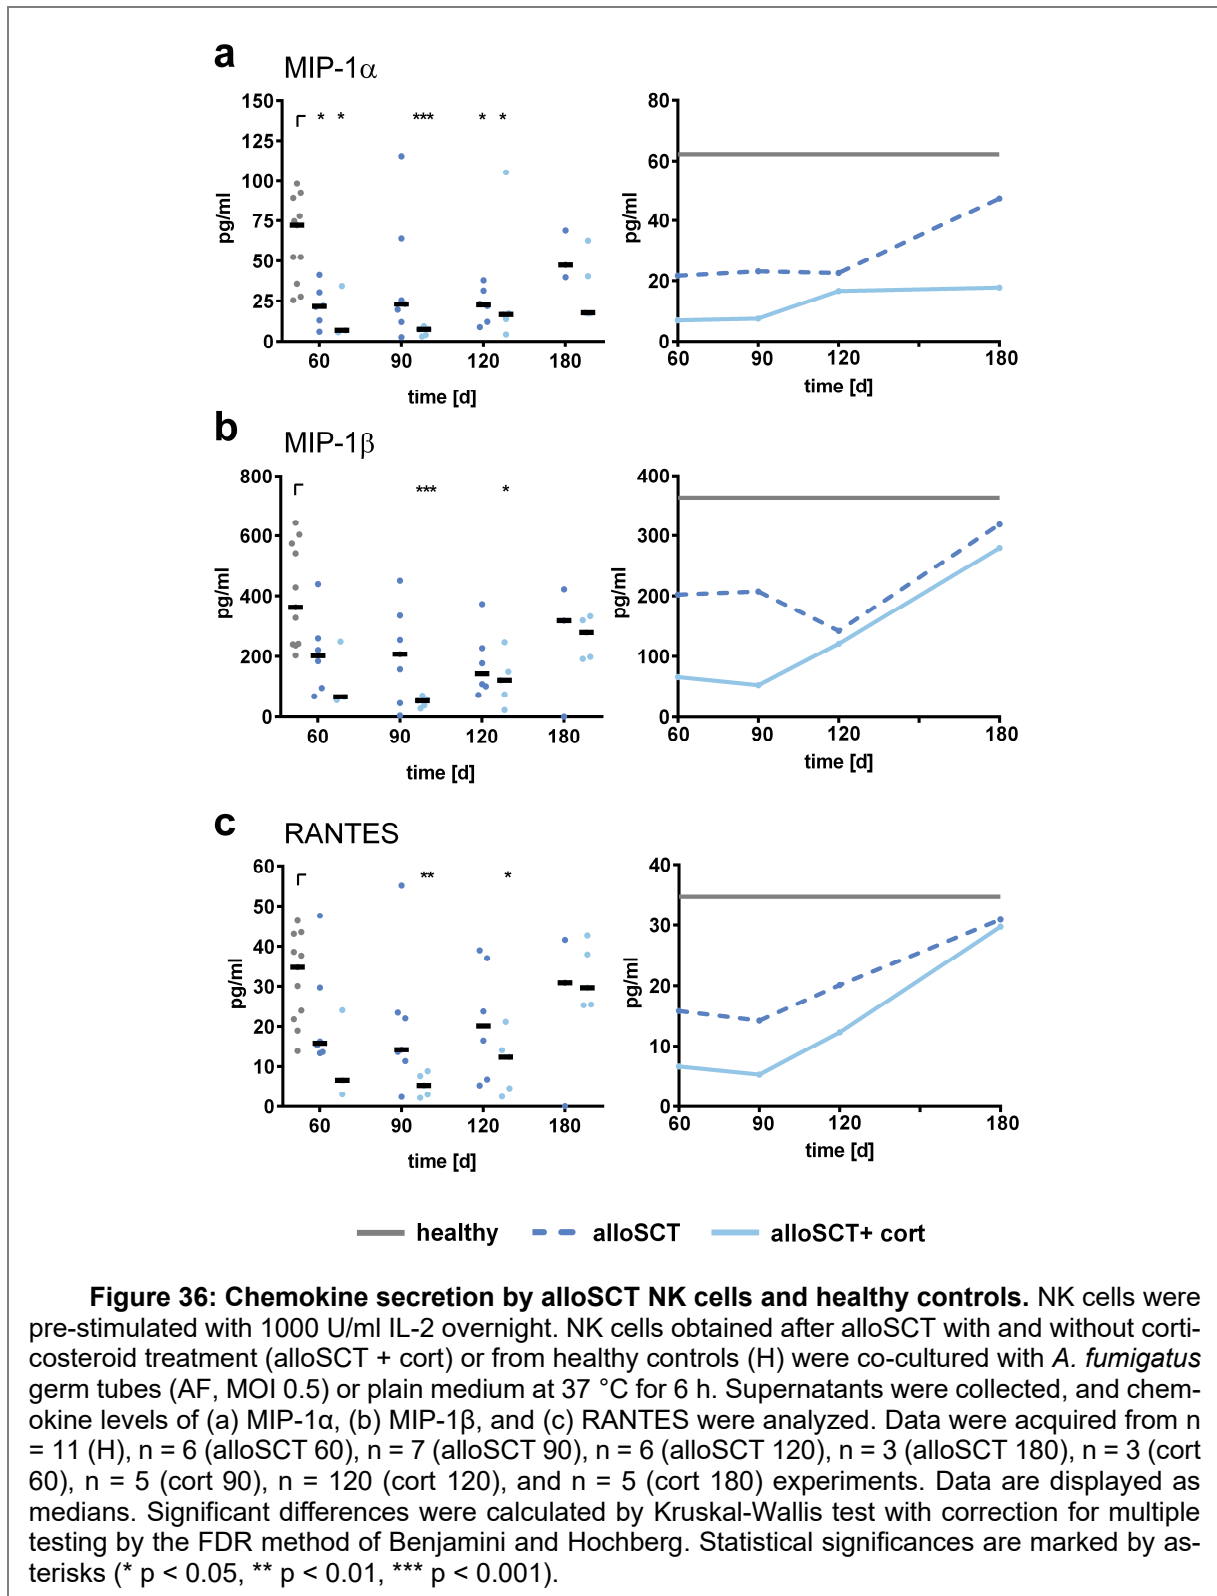 a
MIP-1α
150
125
100
75
50
25
0
pg/ml
* * *** * *
60 90 120 180
time [d]
80
60
40
20
0
pg/ml
60 90 120 180
time [d]
b
MIP-1β
800
600
400
200
0
pg/ml
*** *
60 90 120 180
time [d]
400
300
200
100
0
pg/ml
60 90 120 180
time [d]
c
RANTES
60
50
40
30
20
10
0
pg/ml
** *
60 90 120 180
time [d]
40
30
20
10
0
pg/ml
60 90 120 180
time [d]
healthy alloSCT alloSCT+ cort
Figure 36: Chemokine secretion by alloSCT NK cells and healthy controls. NK cells were
pre-stimulated with 1000 U/ml IL-2 overnight. NK cells obtained after alloSCT with and without corti-
costeroid treatment (alloSCT + cort) or from healthy controls (H) were co-cultured with A. fumigatus
germ tubes (AF, MOI 0.5) or plain medium at 37 °C for 6 h. Supernatants were collected, and chem-
okine levels of (a) MIP-1α, (b) MIP-1β, and (c) RANTES were analyzed. Data were acquired from n
= 11 (H), n = 6 (alloSCT 60), n = 7 (alloSCT 90), n = 6 (alloSCT 120), n = 3 (alloSCT 180), n = 3 (cort
60), n = 5 (cort 90), n = 120 (cort 120), and n = 5 (cort 180) experiments. Data are displayed as
medians. Significant differences were calculated by Kruskal-Wallis test with correction for multiple
testing by the FDR method of Benjamini and Hochberg. Statistical significances are marked by as-
terisks (* p < 0.05, ** p < 0.01, *** p < 0.001).